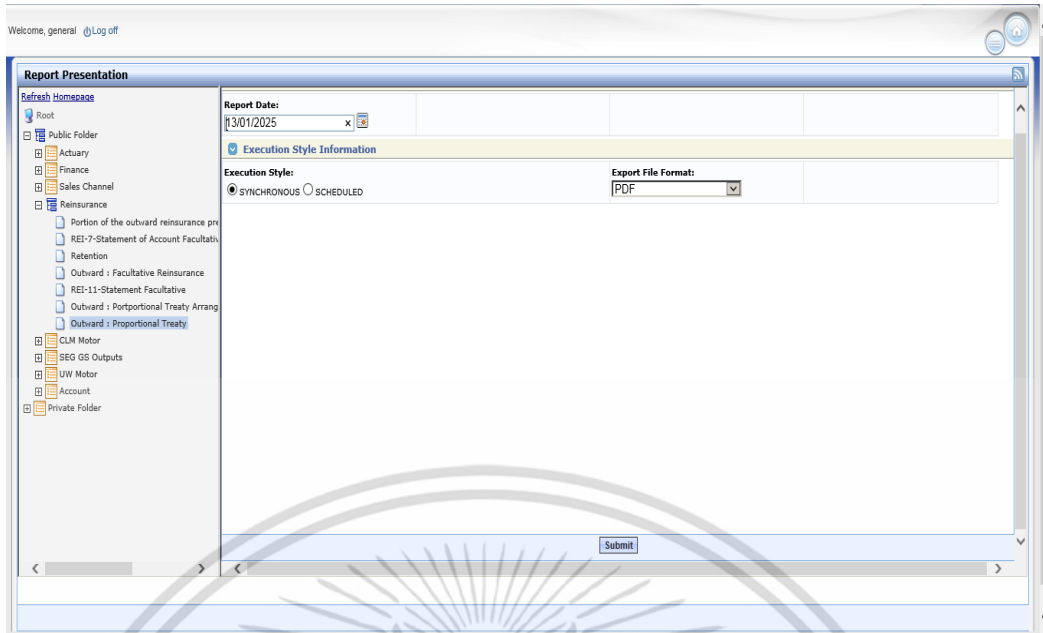 Welcome, general Log off
Report Presentation
Refresh Homepage
Root
Public Folder
Actuary
Finance
Sales Channel
Reinsurance
Portion of the outward reinsurance pre
REI-7-Statement of Account Facultativ
Retention
Outward : Facultative Reinsurance
REI-11-Statement Facultative
Outward : Portportional Treaty Arrang
Outward : Proportional Treaty
CLM Motor
SEG GS Outputs
UW Motor
Account
Private Folder
Report Date:
13/01/2025 x
Execution Style Information
Execution Style: Export File Format:
SYNCHRONOUS SCHEDULED PDF
Submit